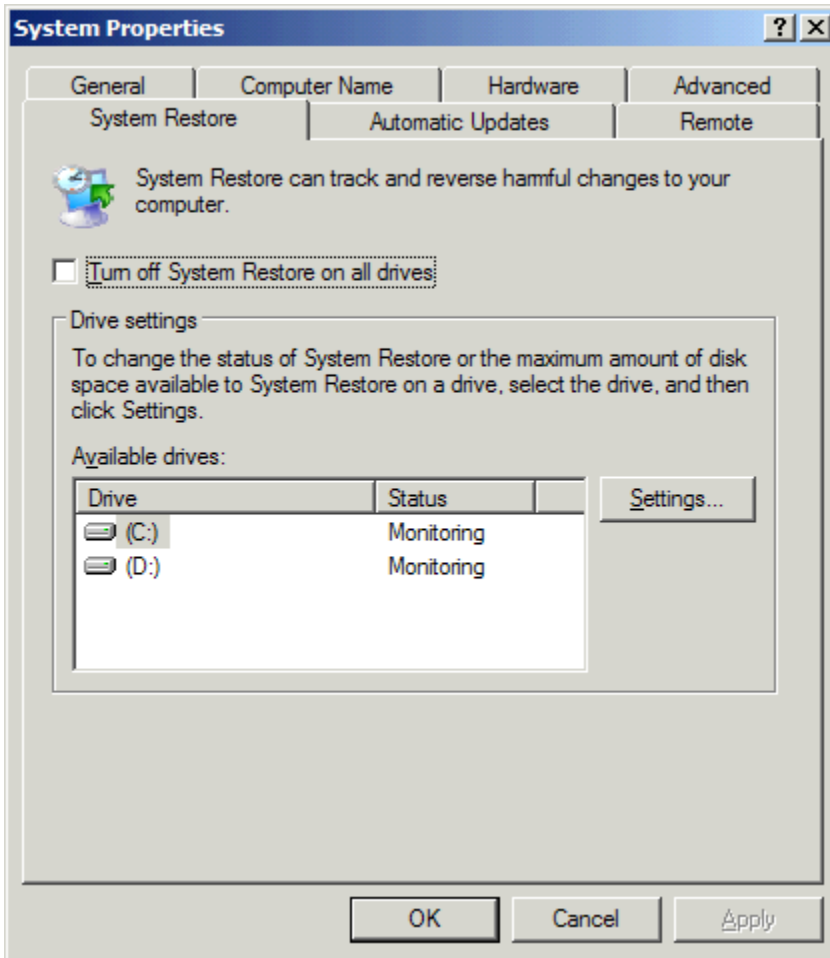 System Properties
General
Computer Name
Hardware
Advanced
System Restore
Automatic Updates
Remote
System Restore can track and reverse harmful changes to your
computer.
Turn off System Restore on all drives
Drive settings
To change the status of System Restore or the maximum amount of disk
space available to System Restore on a drive, select the drive, and then
click Settings.
Available drives:
Drive Status
(C:) Monitoring
(D:) Monitoring
Settings...
OK
Cancel
Apply